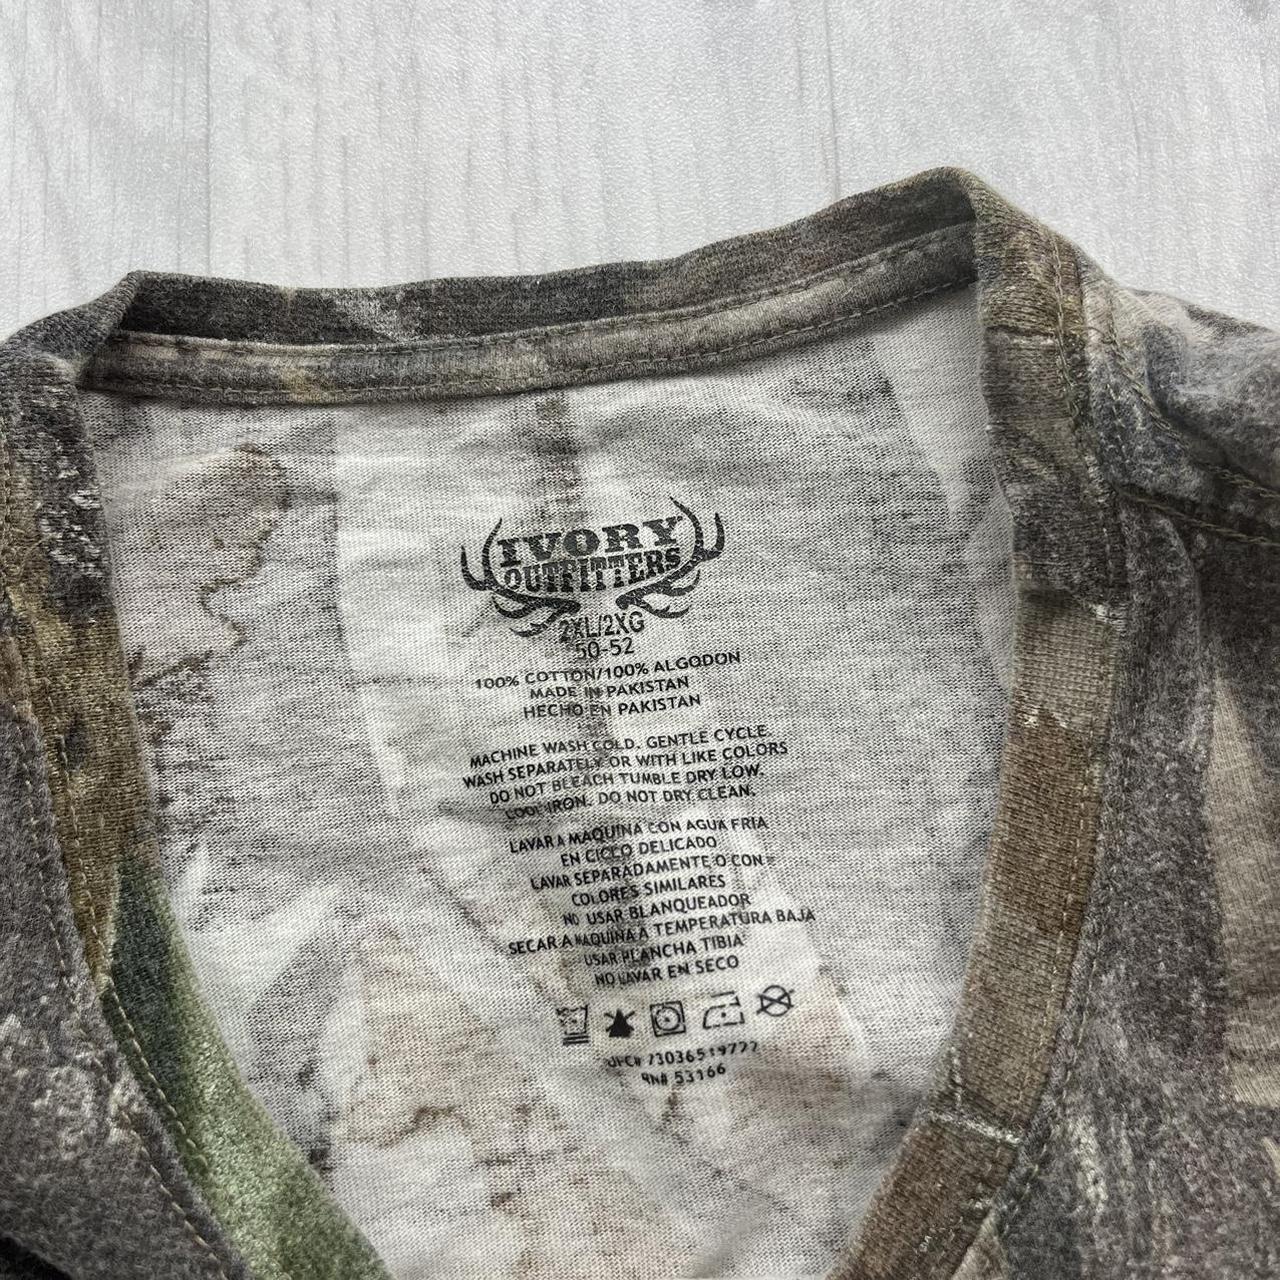 IVORY
OUTFITTERS
2XL/2XG
50-52
100% COTTON/100% ALGODON
MADE IN PAKISTAN
HECHO EN PAKISTAN
MACHINE WASH COLD. GENTLE CYCLE.
WASH SEPARATELY OR WITH LIKE COLORS
DO NOT BLEACH TUMBLE DRY LOW.
COOL IRON. DO NOT DRY CLEAN.
LAVAR A MAQUINA CON AGUA FRIA
EN CICLO DELICADO
LAVAR SEPARADAMENTE O CON
COLORES SIMILARES
NO USAR BLANQUEADOR
SECAR A MAQUINA A TEMPERATURA BAJA
USAR PLANCHA TIBIA
NO LAVAR EN SECO
RN# 53166